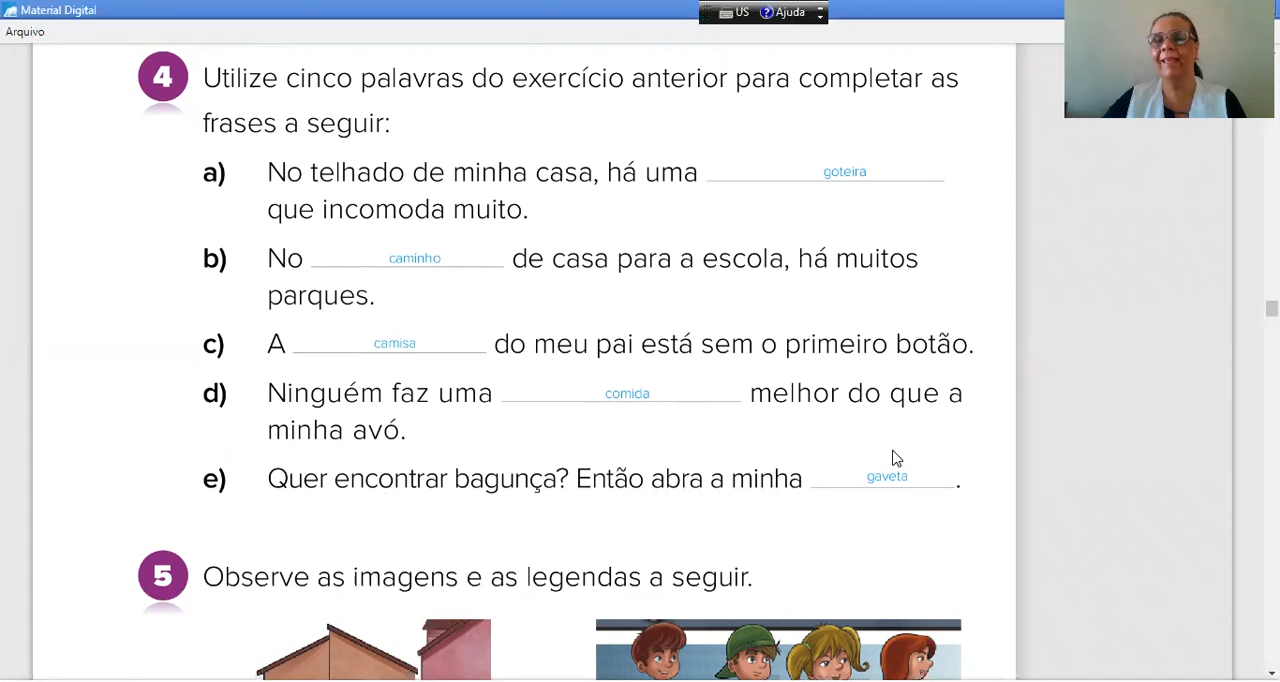 Material Digital
US Ajuda
Arquivo
4 Utilize cinco palavras do exercício anterior para completar as
frases a seguir:
a) No telhado de minha casa, há uma goteira
que incomoda muito.
b) No caminho de casa para a escola, há muitos
parques.
c) A camisa do meu pai está sem o primeiro botão.
d) Ninguém faz uma comida melhor do que a
minha avó.
e) Quer encontrar bagunça? Então abra a minha gaveta.
5 Observe as imagens e as legendas a seguir.